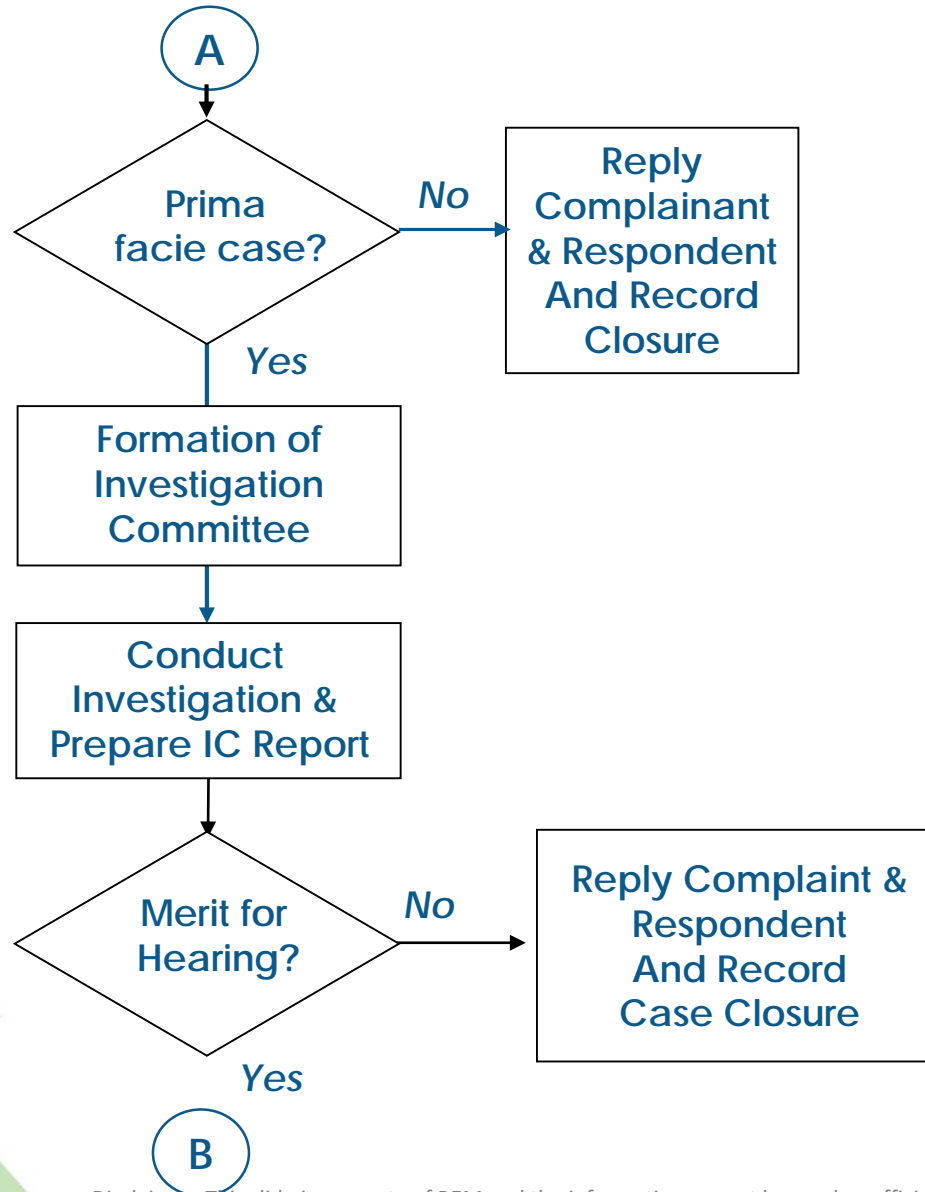 A
Prima
facie case?
No
Reply
Complainant
& Respondent
And Record
Closure
Yes
Formation of
Investigation
Committee
Conduct
Investigation &
Prepare IC Report
Merit for
Hearing?
No
Reply Complaint &
Respondent
And Record
Case Closure
Yes
B